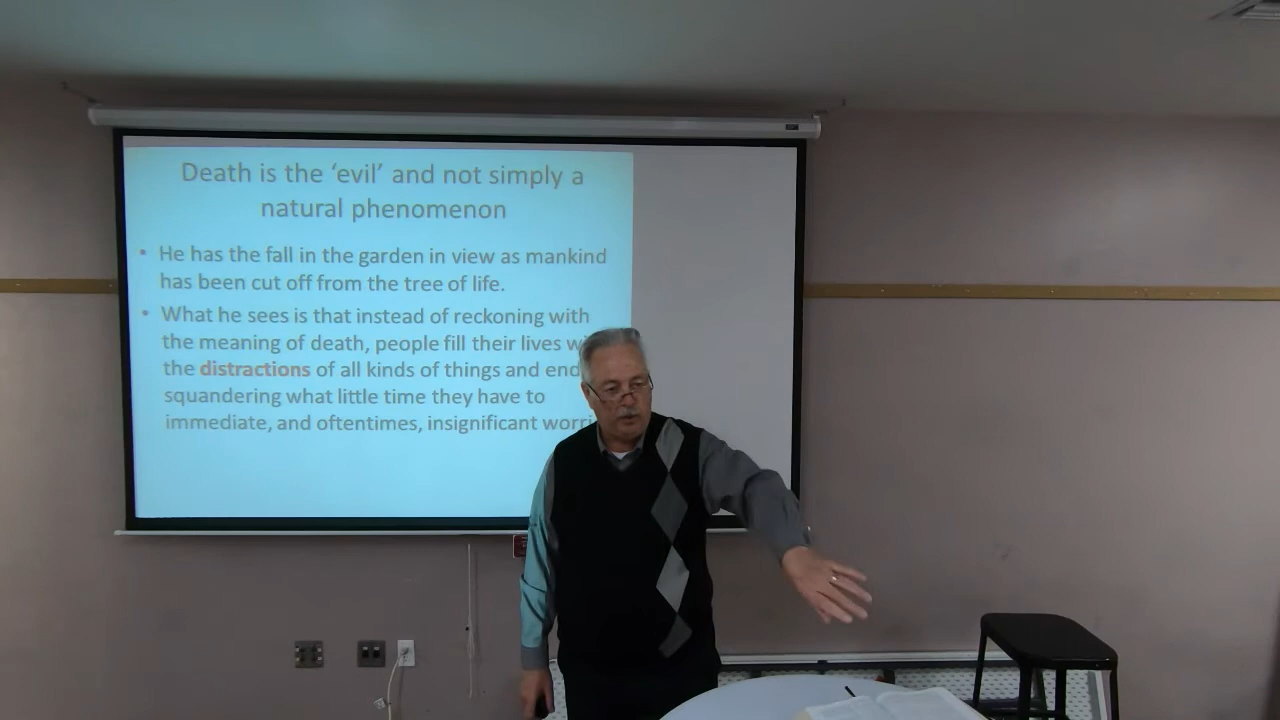 Death is the ‘evil’ and not simply a
natural phenomenon
• He has the fall in the garden in view as mankind
has been cut off from the tree of life.
• What he sees is that instead of reckoning with
the meaning of death, people fill their lives
the distractions of all kinds of things and end
squandering what little time they have to
immediate, and oftentimes, insignificant